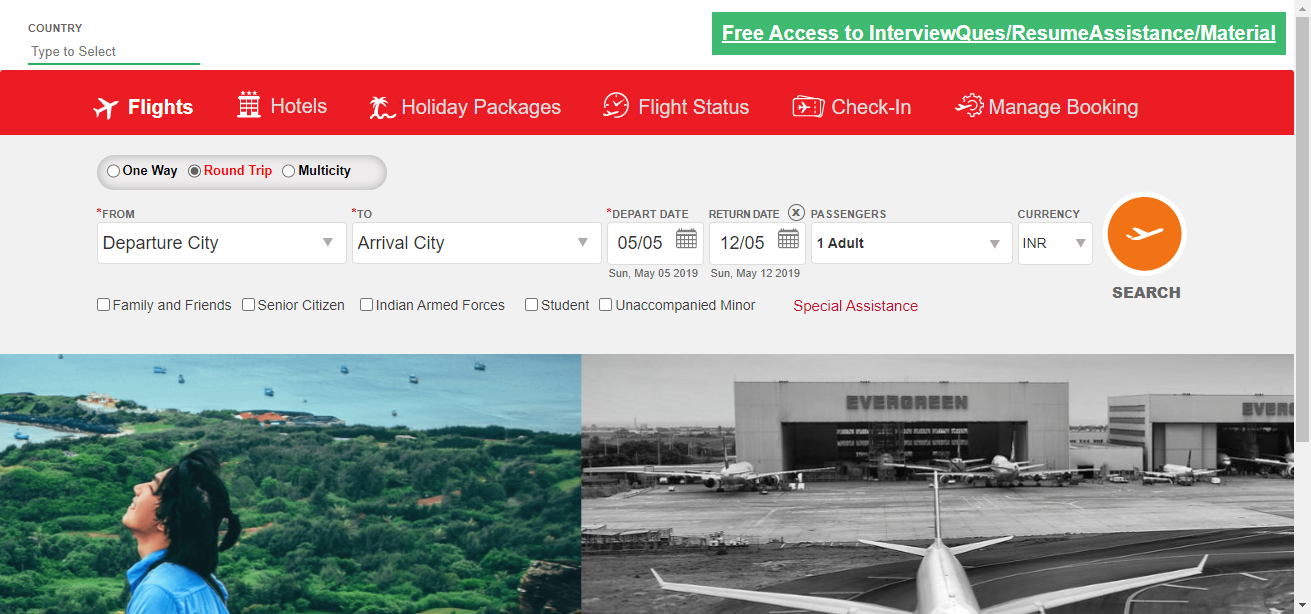 COUNTRY
Type to Select
Free Access to InterviewQues/ResumeAssistance/Material
Flights
Hotels
Holiday Packages
Flight Status
Check-In
Manage Booking
One Way
Round Trip
Multicity
*FROM
*TO
*DEPART DATE
RETURN DATE
PASSENGERS
CURRENCY
Departure City
Arrival City
05/05
12/05
1 Adult
INR
Sun, May 05 2019
Sun, May 12 2019
SEARCH
Family and Friends
Senior Citizen
Indian Armed Forces
Student
Unaccompanied Minor
Special Assistance
EVERGREEN